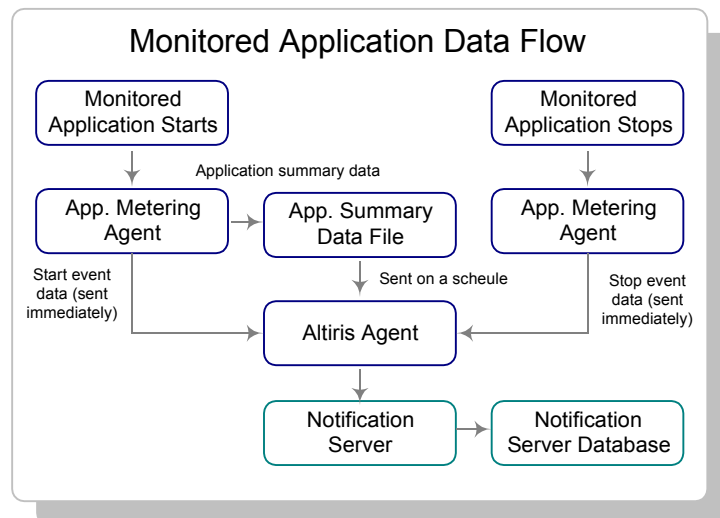 Monitored Application Data Flow
Monitored
Application Starts
Monitored
Application Stops
Application summary data
App. Metering
Agent
App. Summary
Data File
App. Metering
Agent
Start event
data (sent
immediately)
Sent on a scheule
Stop event
data (sent
immediately)
Altiris Agent
Notification
Server
Notification
Server Database